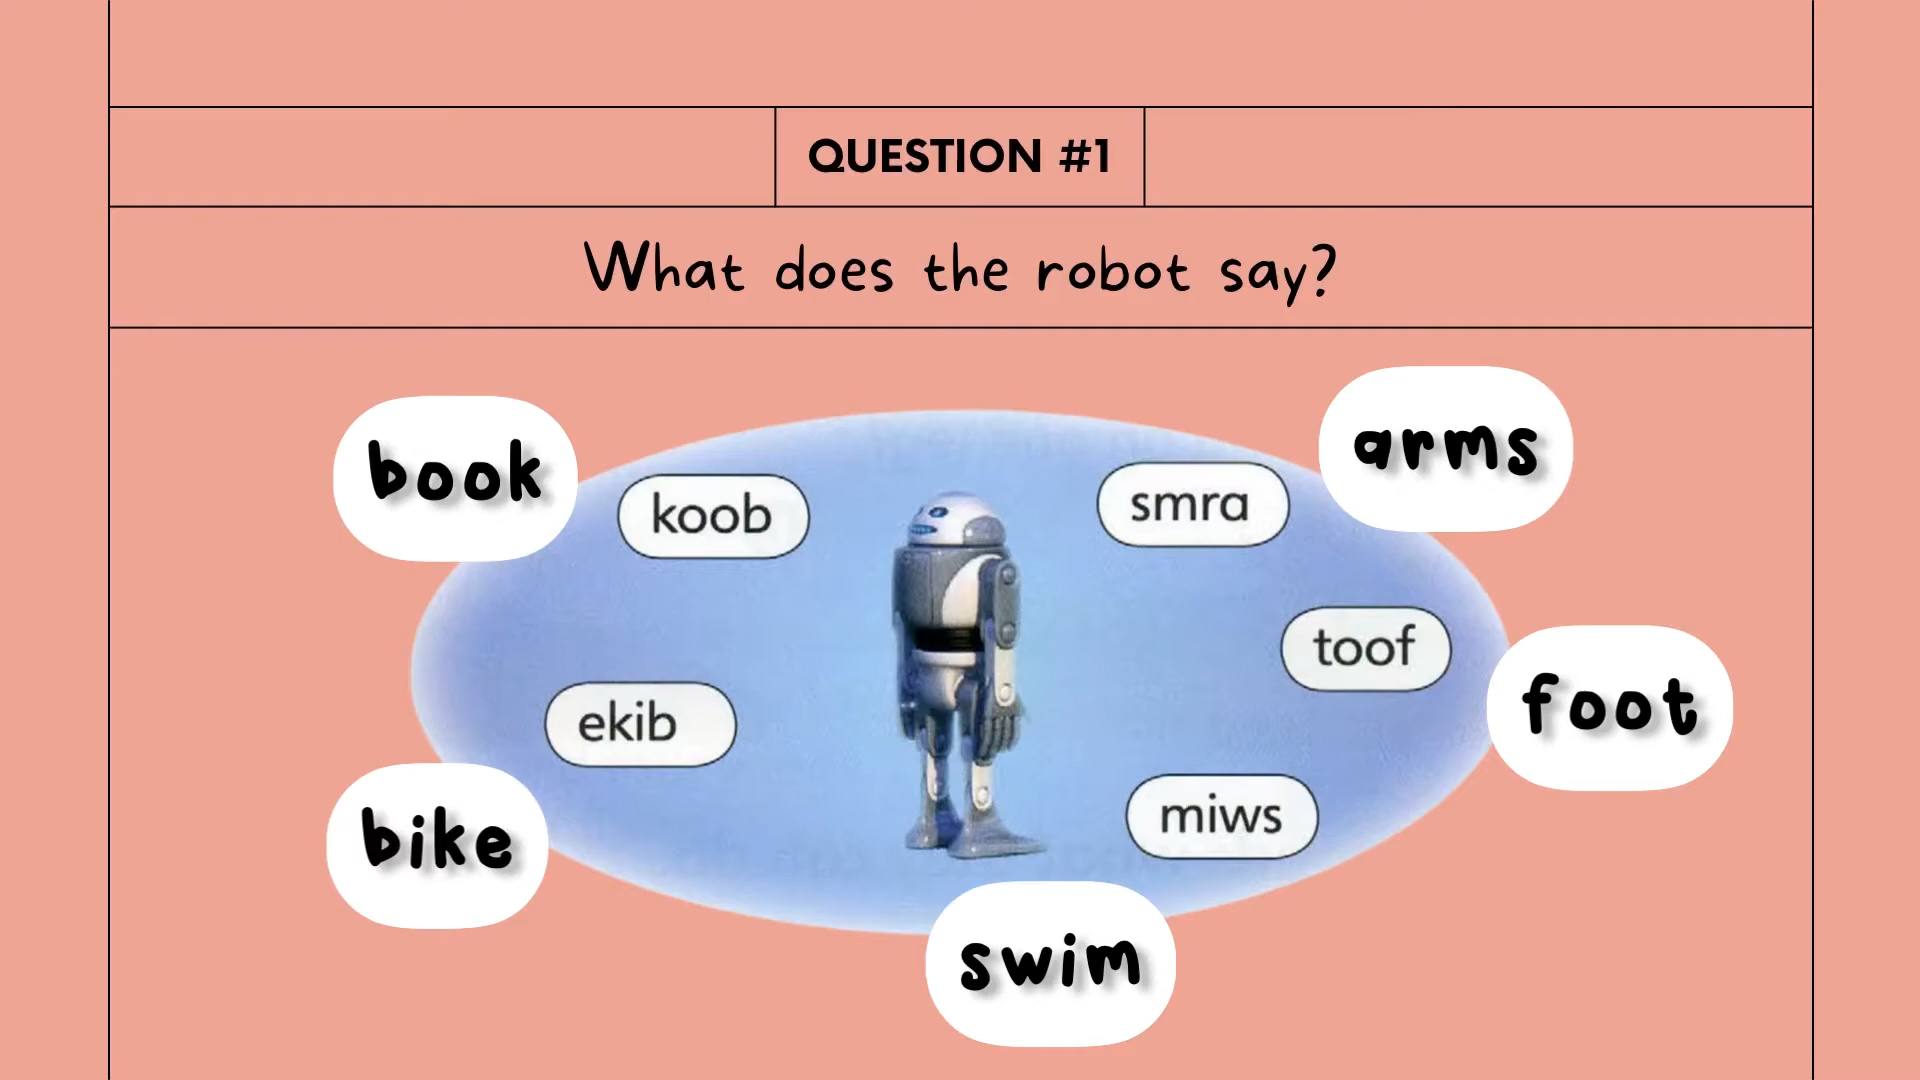 QUESTION #1
What does the robot say?
book
koob
smra
arms
toof
foot
ekib
bike
miws
swim